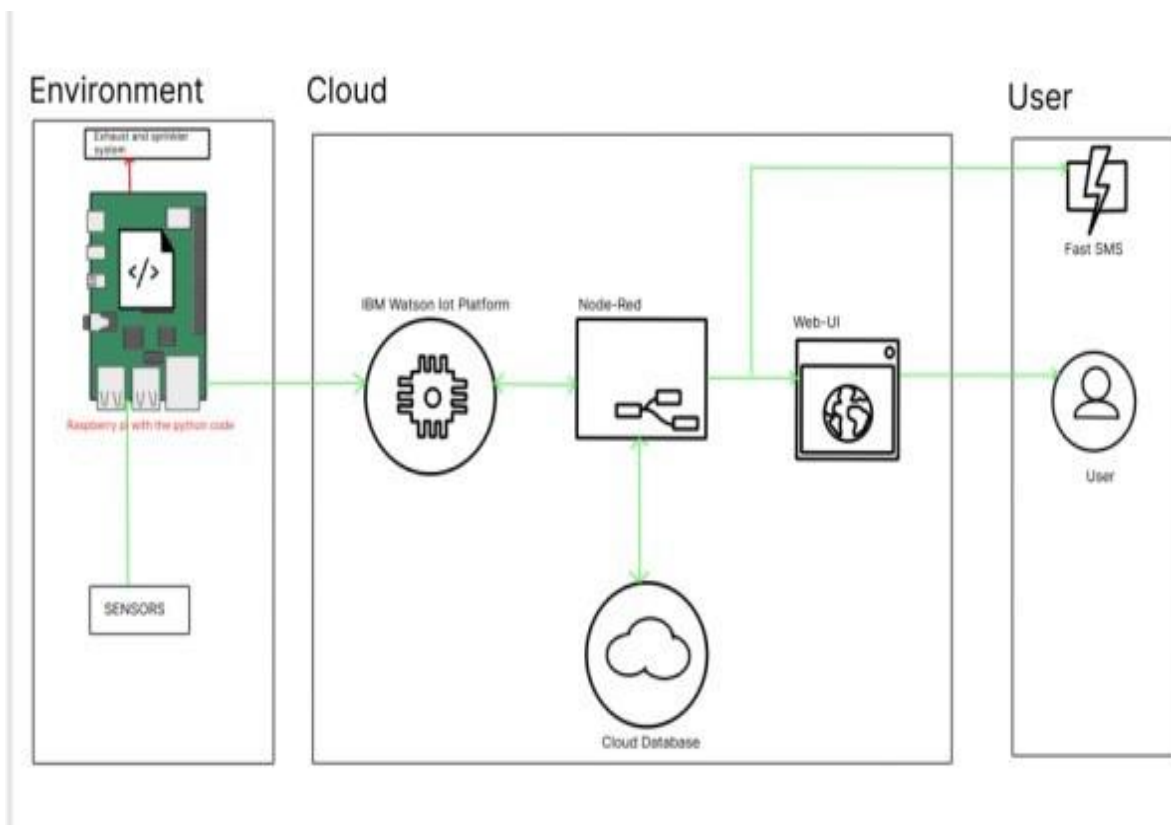 Environment
Cloud
User
Exhaust and sprinkler
system
</>
IBM Watson Iot Platform
Node-Red
Web-UI
Fast SMS
Raspberry pi with the python code
User
SENSORS
Cloud Database